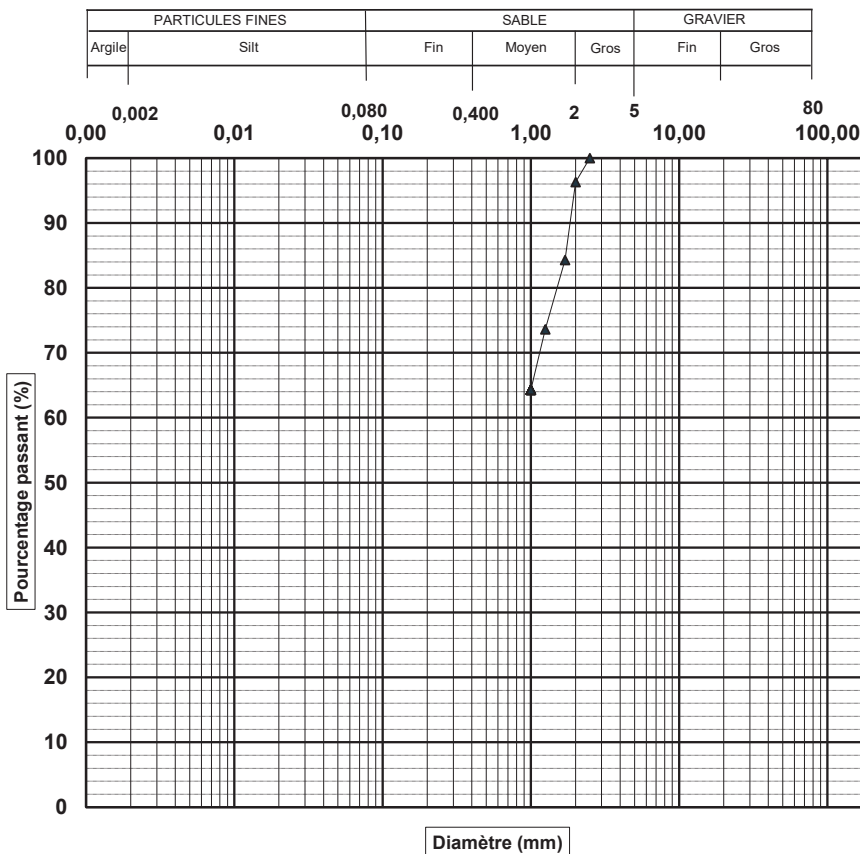 PARTICULES FINES SABLE GRAVIER
Argile Silt Fin Moyen Gros Fin Gros
0,002 0,080 0,400 2 5 80
0,00 0,01 0,10 1,00 10,00 100,00
100
90
80
70
60
50
40
30
20
10
0
Pourcentage passant (%)
Diamètre (mm)